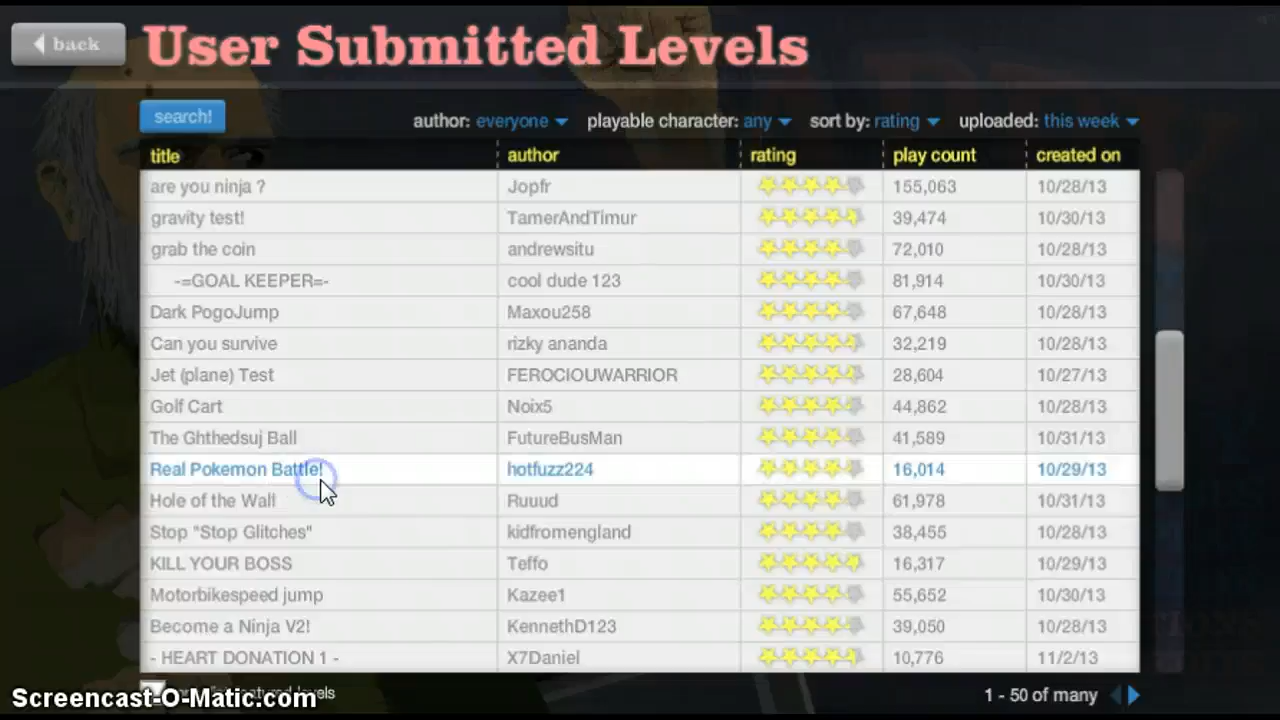 back User Submitted Levels
search! author: everyone playable character: any sort by: rating uploaded: this week
title author rating play count created on
are you ninja ? Jopfr 155,063 10/28/13
gravity test! TamerAndTimur 39,474 10/30/13
grab the coin andrewsitu 72,010 10/28/13
-=GOAL KEEPER=- cool dude 123 81,914 10/30/13
Dark PogoJump Maxou258 67,648 10/28/13
Can you survive rizky ananda 32,219 10/28/13
Jet (plane) Test FEROCIOUWARRIOR 28,604 10/27/13
Golf Cart Noix5 44,862 10/28/13
The Ghthedsuj Ball FutureBusMan 41,589 10/31/13
Real Pokemon Battle! hotfuzz224 16,014 10/29/13
Hole of the Wall Ruuud 61,978 10/31/13
Stop "Stop Glitches" kidfromengland 38,455 10/28/13
KILL YOUR BOSS Teffo 16,317 10/29/13
Motorbikespeed jump Kazee1 55,652 10/30/13
Become a Ninja V2! KennethD123 39,050 10/28/13
- HEART DONATION 1 - X7Daniel 10,776 11/2/13
levels 1 - 50 of many
Screencast-O-Matic.com